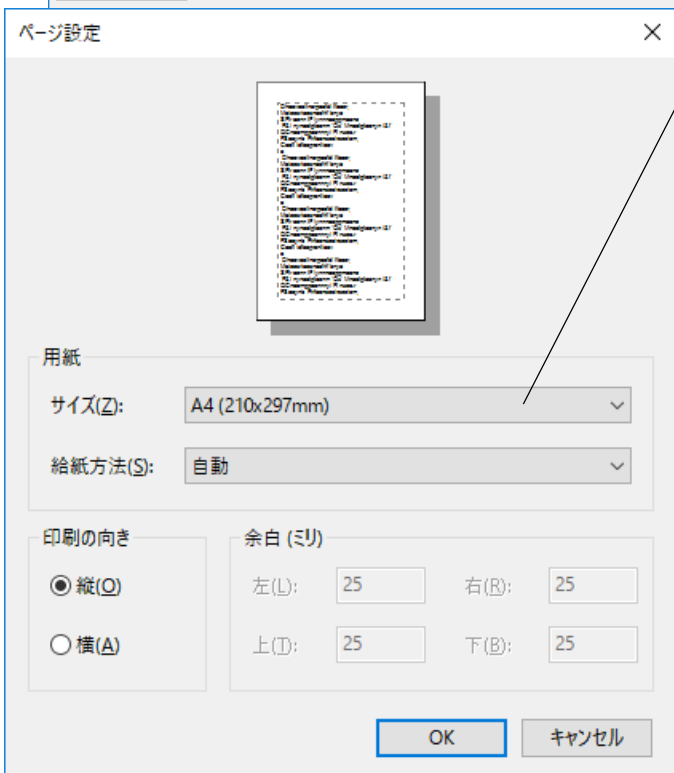 ページ設定
用紙
サイズ(Z):
A4 (210x297mm)
給紙方法(S):
自動
印刷の向き
縦(O)
横(A)
余白 (ミリ)
左(L): 25 右(R): 25
上(T): 25 下(B): 25
OK キャンセル